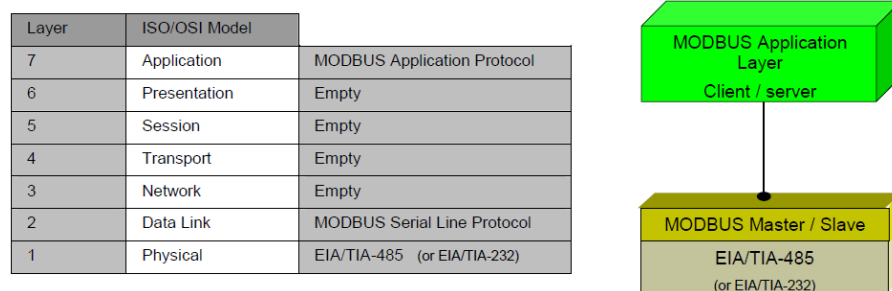 Layer ISO/OSI Model
7 Application MODBUS Application Protocol
6 Presentation Empty
5 Session Empty
4 Transport Empty
3 Network Empty
2 Data Link MODBUS Serial Line Protocol
1 Physical EIA/TIA-485 (or EIA/TIA-232)
MODBUS Application
Layer
Client / server
MODBUS Master / Slave
EIA/TIA-485
(or EIA/TIA-232)